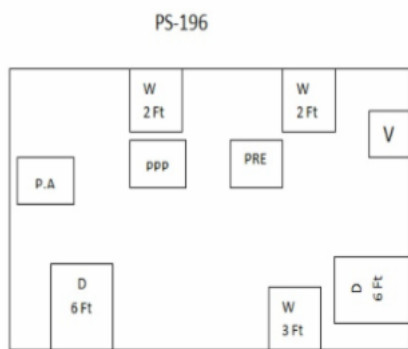 PS-196
W
2 Ft
W
2 Ft
V
P.A
PPP
PRE
D
6 Ft
W
3 Ft
D
6 Ft